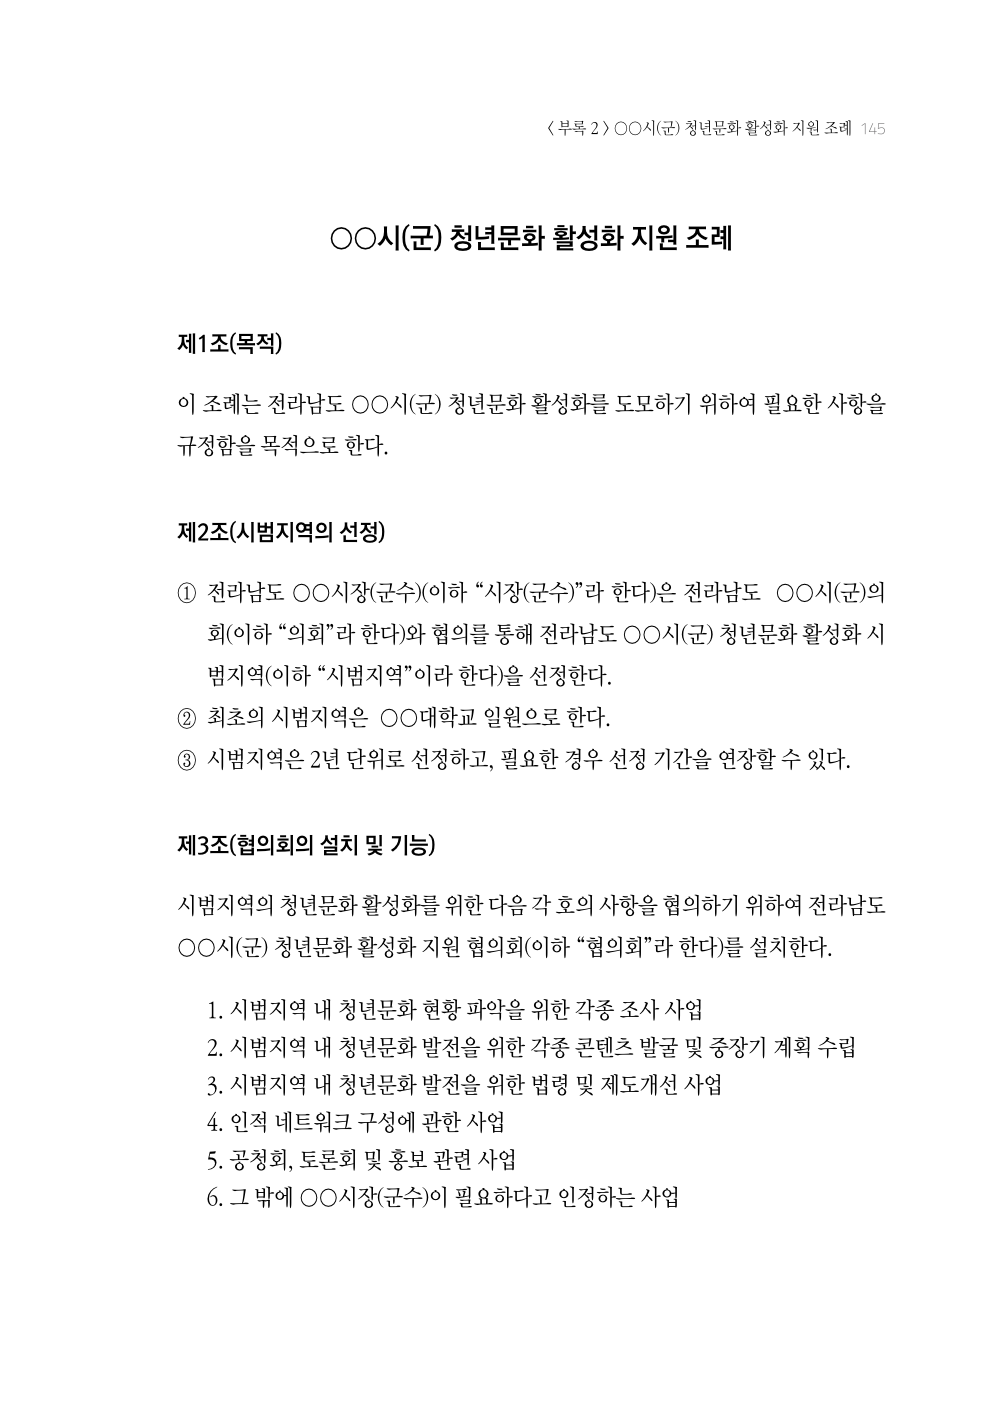 〈 부록 2 〉 ○○시(군) 청년문화 활성화 지원 조례 145
○○시(군) 청년문화 활성화 지원 조례
제1조(목적)
이 조례는 전라남도 ○○시(군) 청년문화 활성화를 도모하기 위하여 필요한 사항을
규정함을 목적으로 한다.
제2조(시범지역의 선정)
① 전라남도 ○○시장(군수)(이하 “시장(군수)”라 한다)은 전라남도 ○○시(군)의
회(이하 “의회”라 한다)와 협의를 통해 전라남도 ○○시(군) 청년문화 활성화 시
범지역(이하 “시범지역”이라 한다)을 선정한다.
② 최초의 시범지역은 ○○대학교 일원으로 한다.
③ 시범지역은 2년 단위로 선정하고, 필요한 경우 선정 기간을 연장할 수 있다.
제3조(협의회의 설치 및 기능)
시범지역의 청년문화 활성화를 위한 다음 각 호의 사항을 협의하기 위하여 전라남도
○○시(군) 청년문화 활성화 지원 협의회(이하 “협의회”라 한다)를 설치한다.
1. 시범지역 내 청년문화 현황 파악을 위한 각종 조사 사업
2. 시범지역 내 청년문화 발전을 위한 각종 콘텐츠 발굴 및 중장기 계획 수립
3. 시범지역 내 청년문화 발전을 위한 법령 및 제도개선 사업
4. 인적 네트워크 구성에 관한 사업
5. 공청회, 토론회 및 홍보 관련 사업
6. 그 밖에 ○○시장(군수)이 필요하다고 인정하는 사업